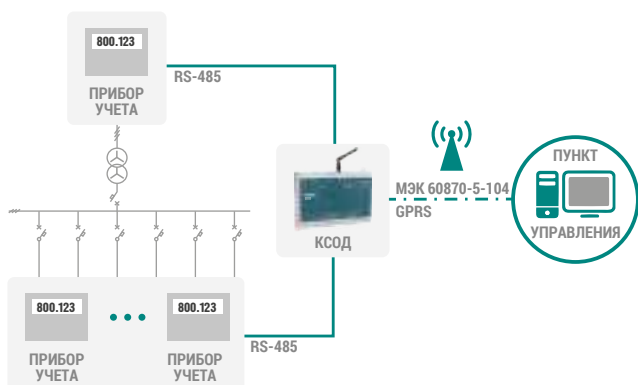 800.123
ПРИБОР
УЧЕТА
RS-485
КСОД
МЭК 60870-5-104
GPRS
ПУНКТ
УПРАВЛЕНИЯ
800.123
ПРИБОР
УЧЕТА
800.123
ПРИБОР
УЧЕТА
RS-485